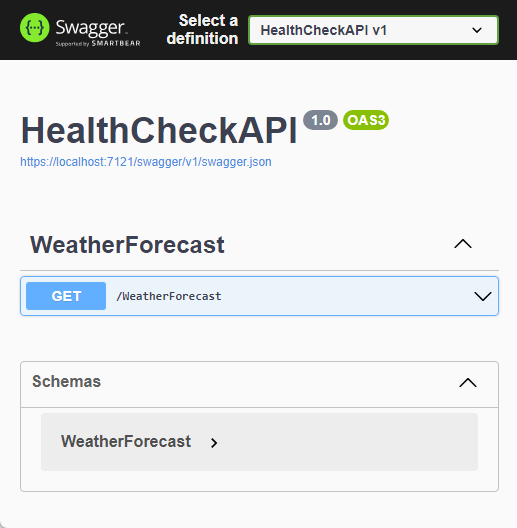 Swagger
Supported by SMARTBEAR
Select a
definition
HealthCheckAPI v1
HealthCheckAPI 1.0 OAS3
https://localhost:7121/swagger/v1/swagger.json
WeatherForecast
GET /WeatherForecast
Schemas
WeatherForecast